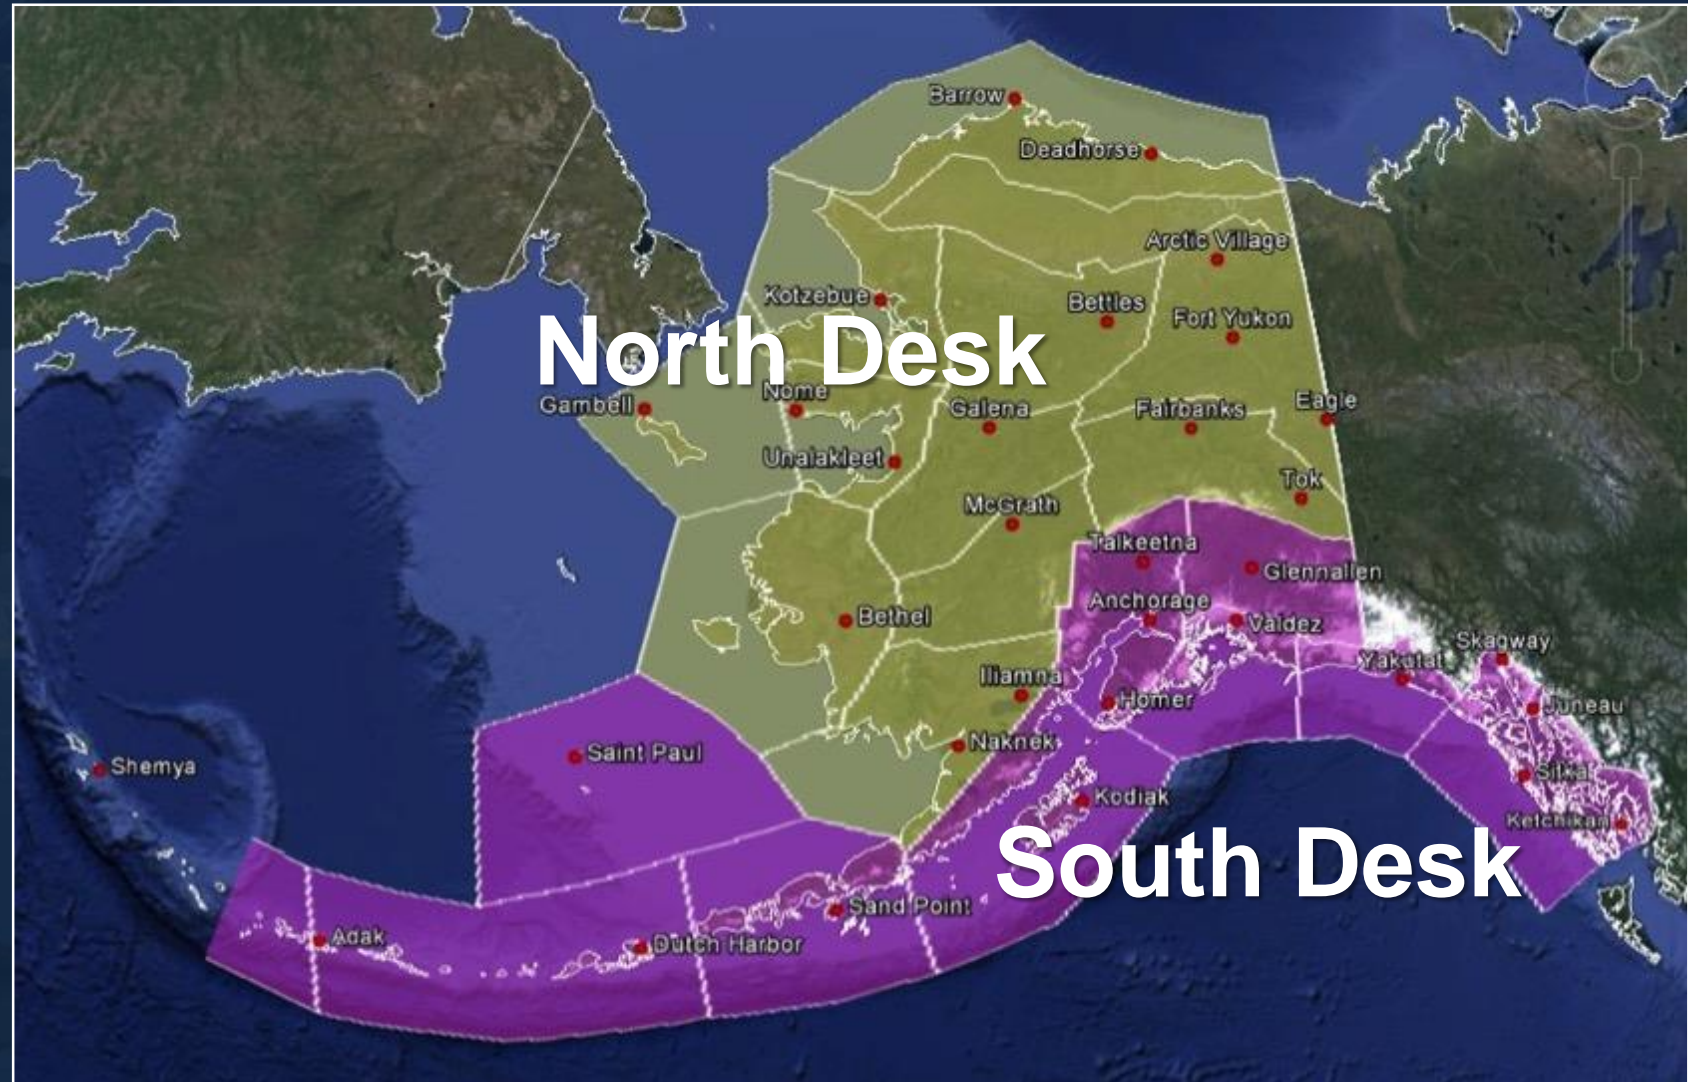 Barrow
Deadhorse
Arctic Village
Kotzebue
Bettles
Fort Yukon
North Desk
Gambell
Nome
Galena
Fairbanks
Eagle
Unalakleet
Tok
McGrath
Talkeetna
Glennallen
Anchorage
Bethel
Valdez
Skagway
Yakutat
Iliamna
Homer
Juneau
Naknek
Saint Paul
Shemya
Sitka
Kodiak
Ketchikan
South Desk
Sand Point
Adak
Dutch Harbor